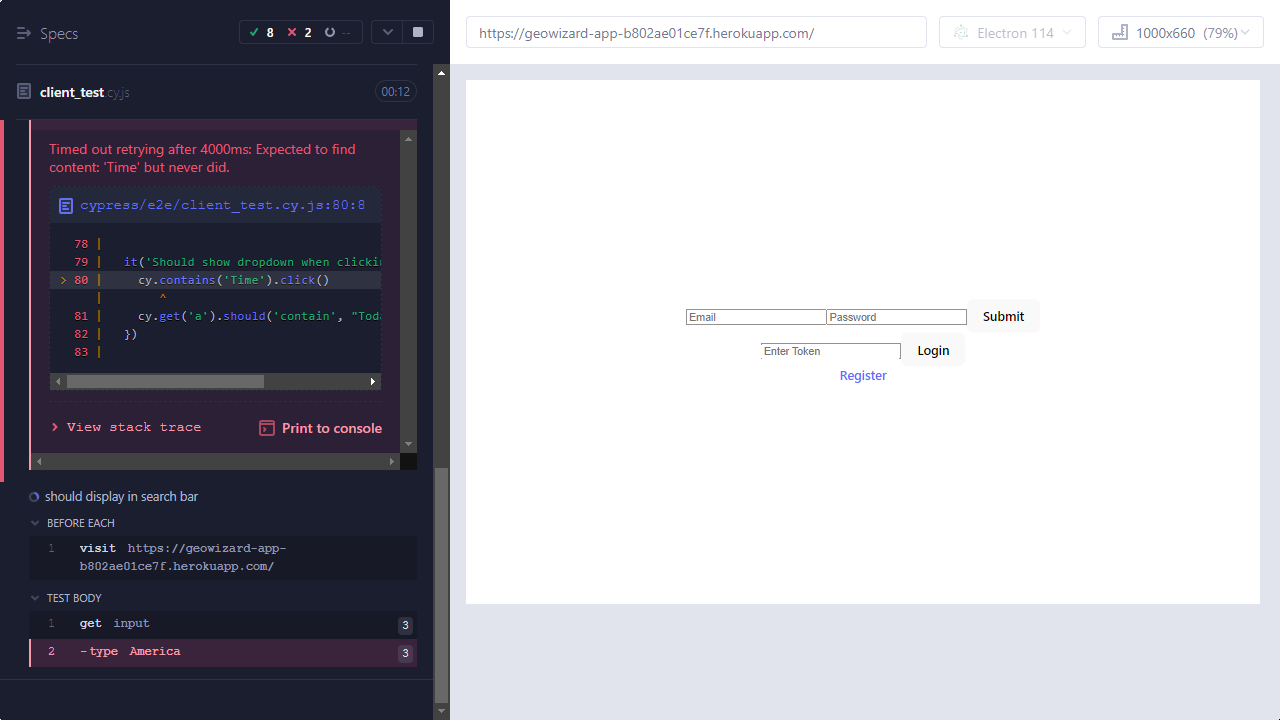 Specs
8 2 --
https://geowizard-app-b802ae01ce7f.herokuapp.com/
Electron 114
1000x660 (79%)
client_test.cy.js
00:12
Timed out retrying after 4000ms: Expected to find
content: 'Time' but never did.
cypress/e2e/client_test.cy.js:80:8
78 |
79 | it('Should show dropdown when clickin
> 80 | cy.contains('Time').click()
| ^
81 | cy.get('a').should('contain', "Toda
82 | })
83 |
> View stack trace
Print to console
should display in search bar
BEFORE EACH
1 visit https://geowizard-app-
b802ae01ce7f.herokuapp.com/
TEST BODY
1 get input 3
2 -type America 3
Email
Password
Submit
Enter Token
Login
Register